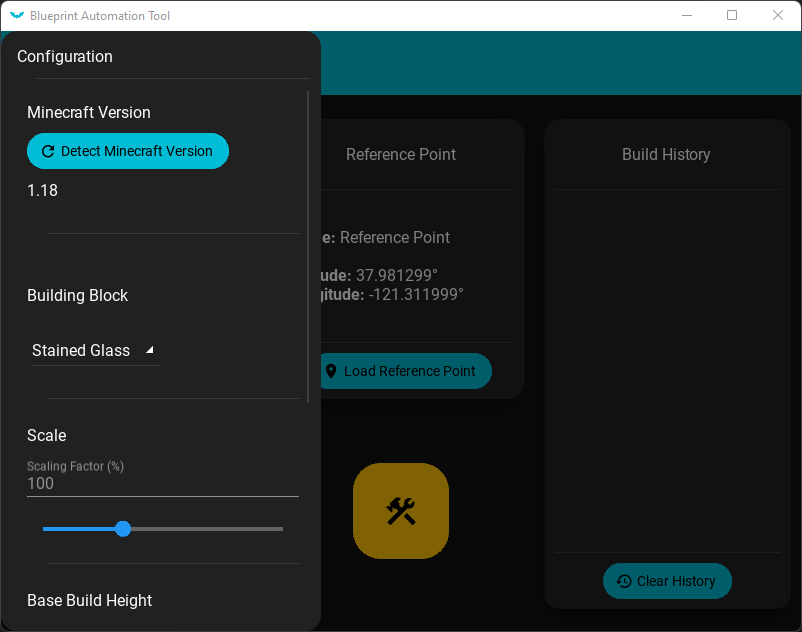 Blueprint Automation Tool
Configuration
Minecraft Version
Detect Minecraft Version
1.18
Building Block
Stained Glass
Scale
Scaling Factor (%)
100
Base Build Height
Reference Point
e: Reference Point
ude: 37.981299°
gitude: -121.311999°
Load Reference Point
Build History
Clear History